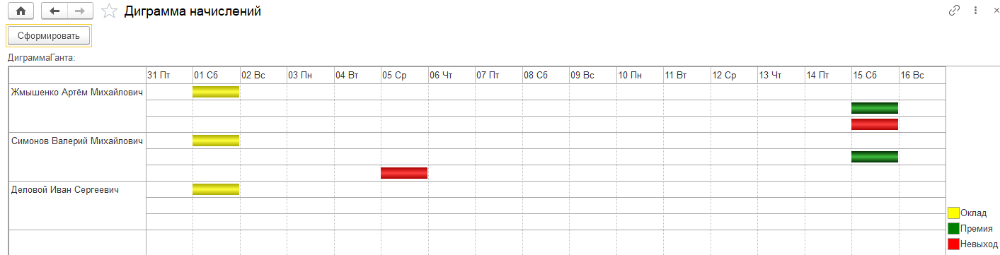 Диграмма начислений
Сформировать
ДиграммаГанта:
31 Пт 01 Сб 02 Вс 03 Пн 04 Вт 05 Ср 06 Чт 07 Пт 08 Сб 09 Вс 10 Пн 11 Вт 12 Ср 13 Чт 14 Пт 15 Сб 16 Вс
Жмышенко Артём Михайлович
Симонов Валерий Михайлович
Деловой Иван Сергеевич
Оклад
Премия
Невыход